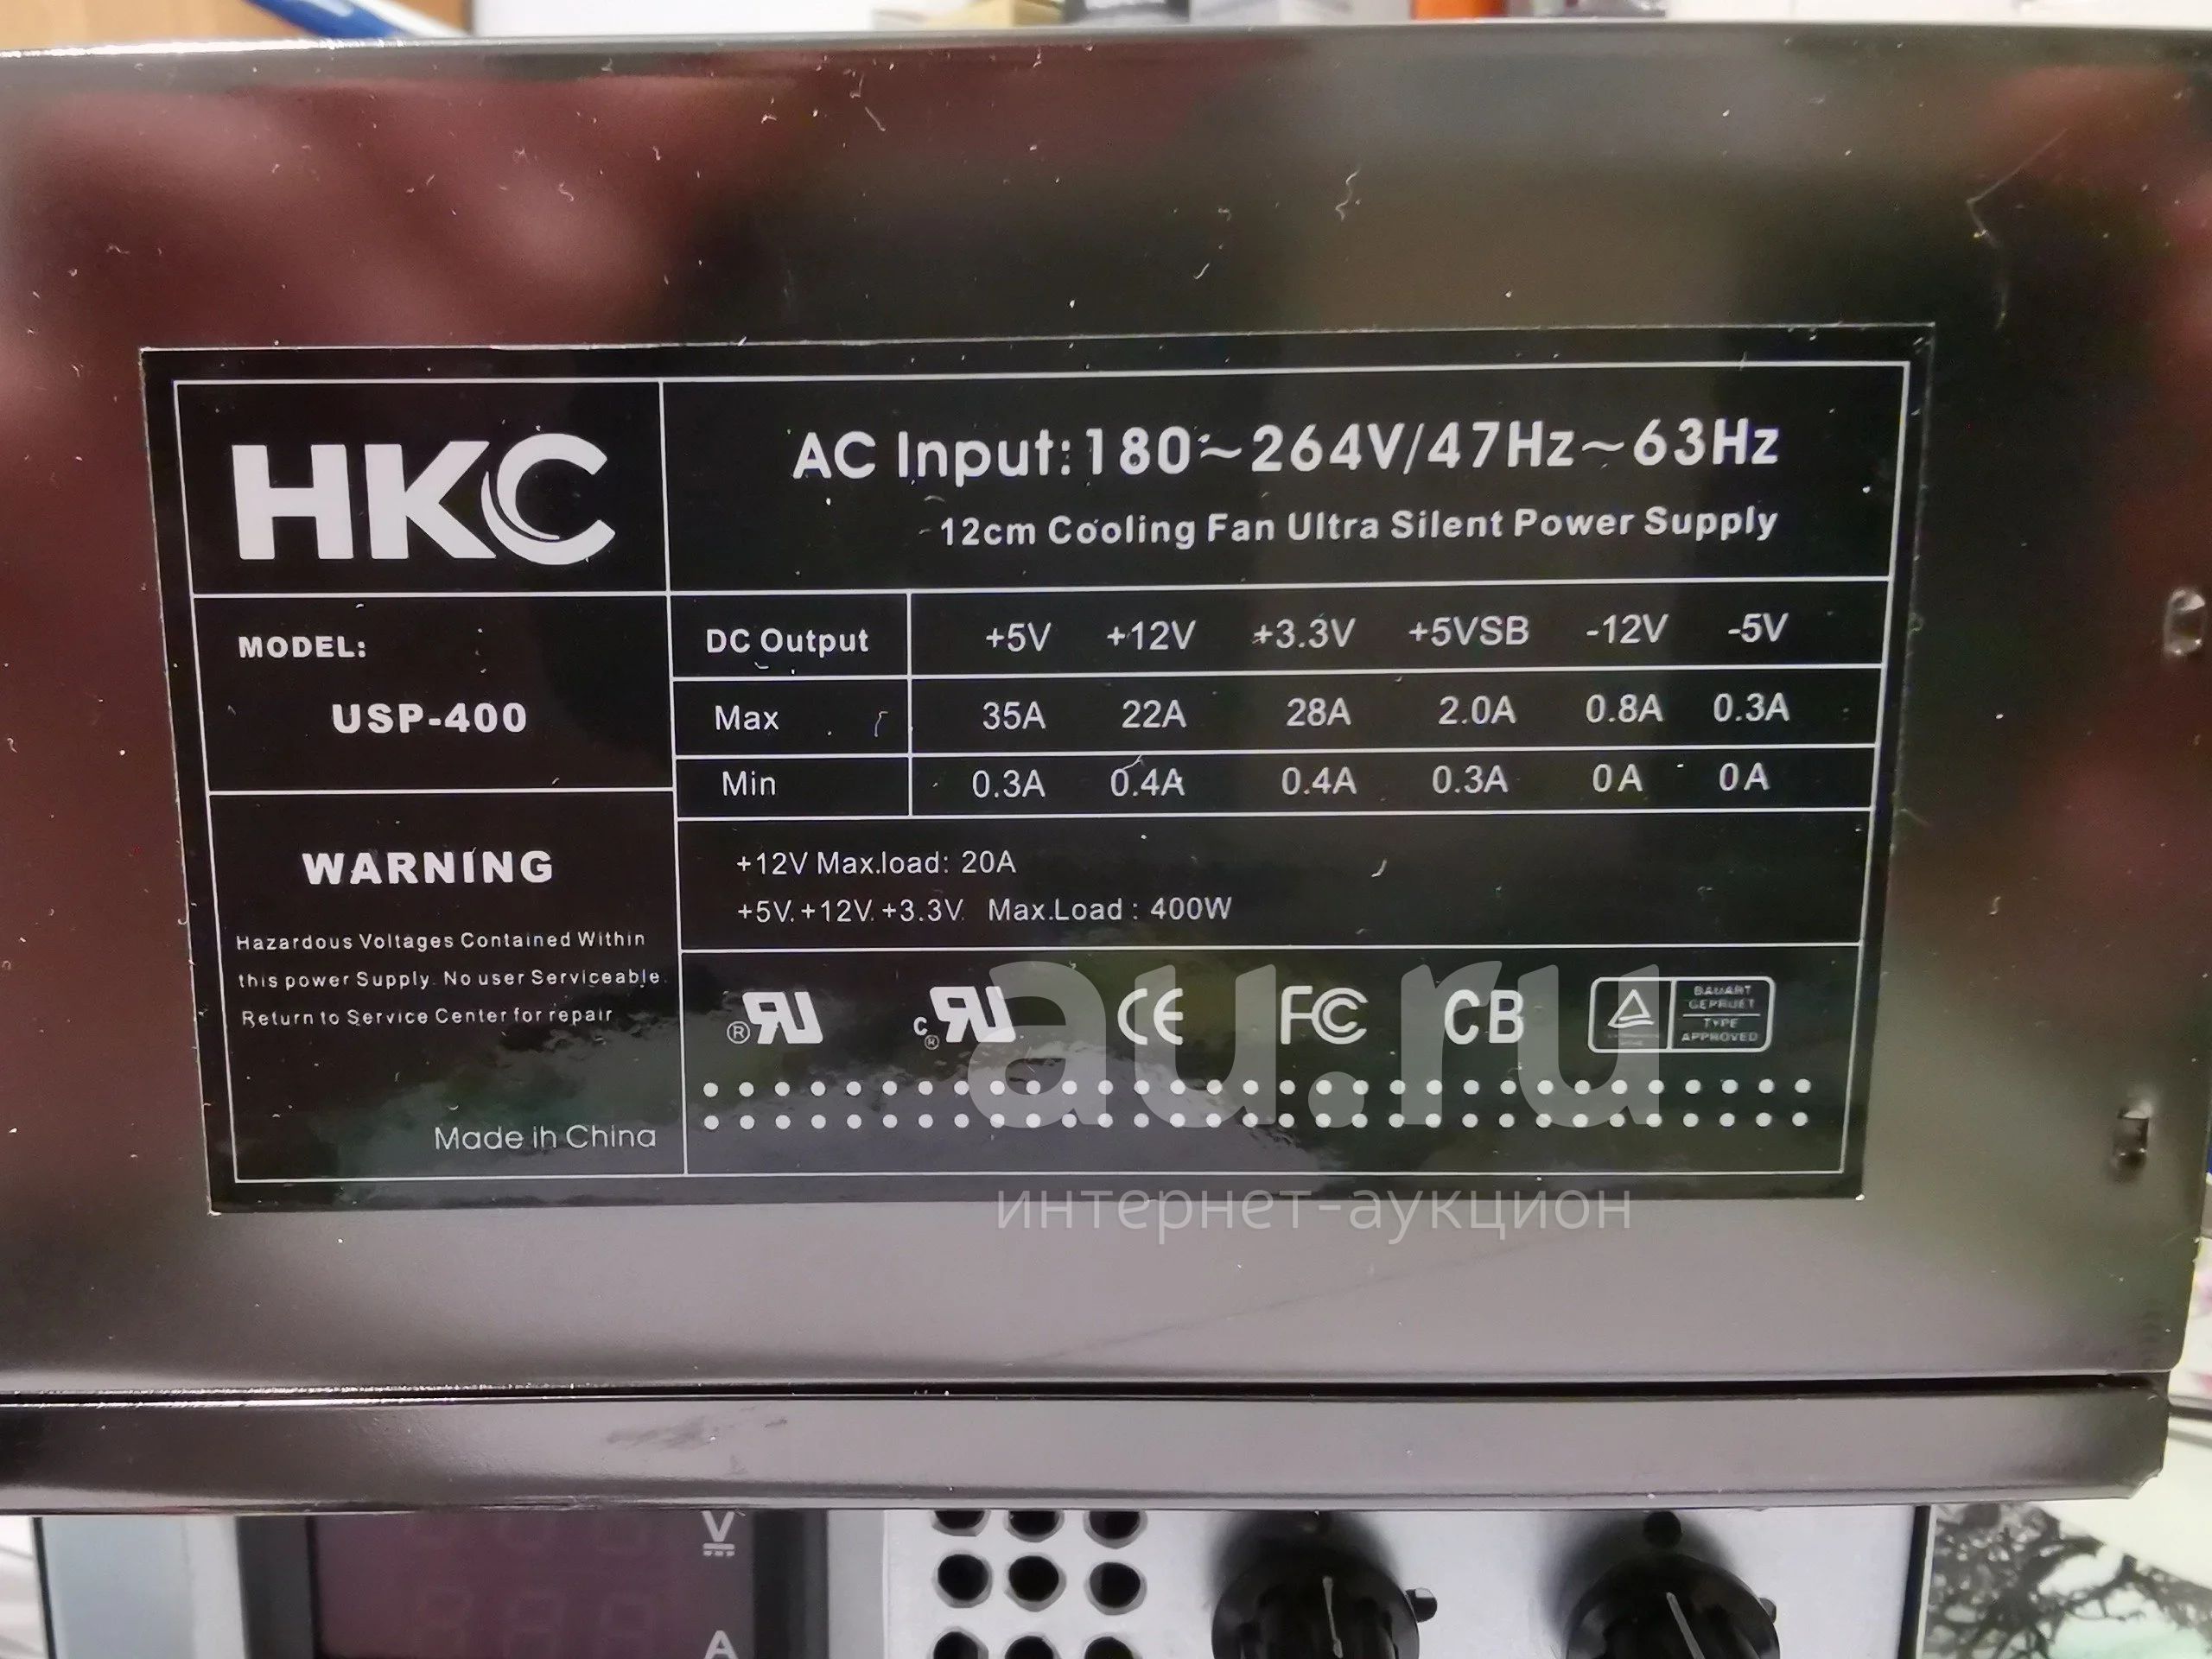 HKC
AC Input:180~264V/47Hz~63Hz
12cm Cooling Fan Ultra Silent Power Supply
MODEL:
USP-400
DC Output +5V +12V +3.3V +5VSB -12V -5V
Max 35A 22A 28A 2.0A 0.8A 0.3A
Min 0.3A 0.4A 0.4A 0.3A 0A 0A
+12V Max.load: 20A
+5V.+12V.+3.3V. Max.Load : 400W
WARNING
Hazardous Voltages Contained Within
this power Supply. No user Serviceable.
Return to Service Center for repair
Made in China
CE FC CB
BAUART
GEPRUET
TYPE
APPROVED
au.ru
интернет-аукцион
V
A